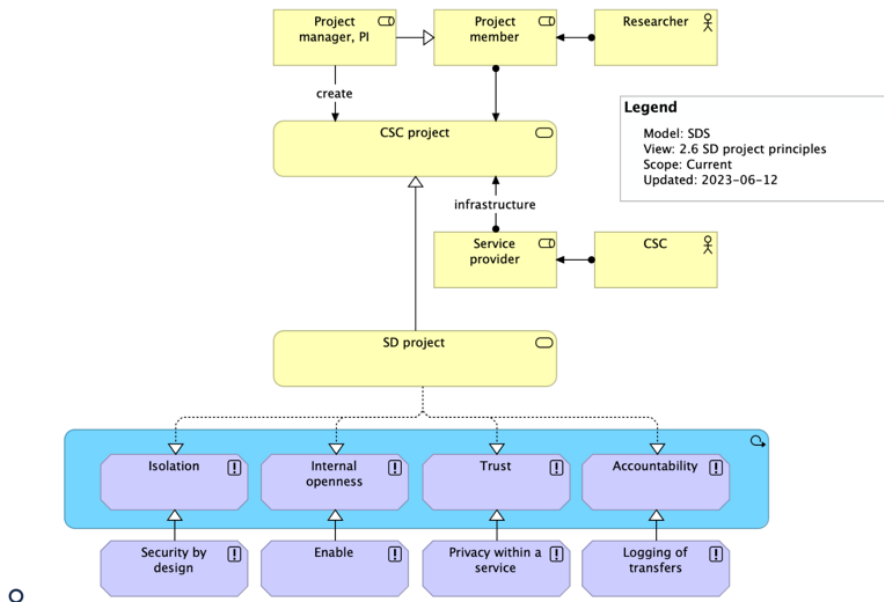 Project
manager, PI
Project
member
Researcher
create
CSC project
Legend
Model: SDS
View: 2.6 SD project principles
Scope: Current
Updated: 2023-06-12
infrastructure
Service
provider
CSC
SD project
Isolation
Internal
openness
Trust
Accountability
Security by
design
Enable
Privacy within a
service
Logging of
transfers